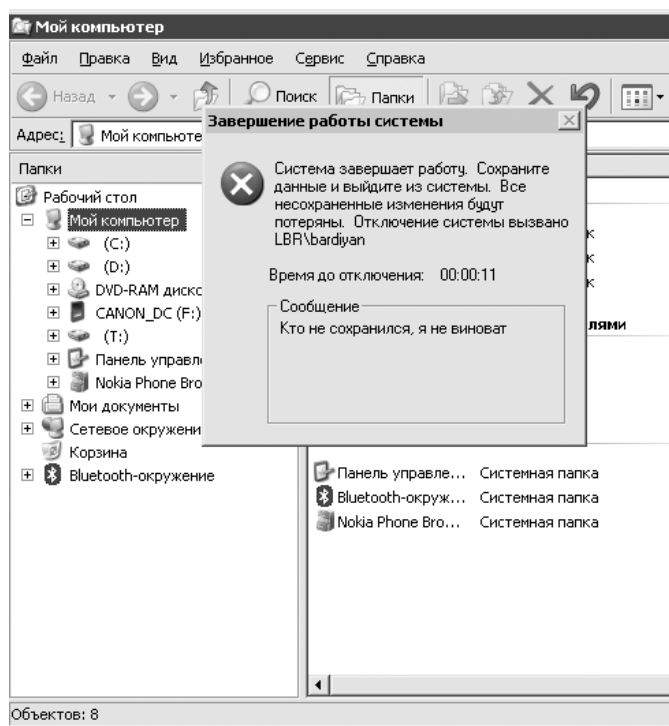 Мой компьютер
Файл Правка Вид Избранное Сервис Справка
Назад Поиск Папки
Адрес: Мой компьюте
Завершение работы системы
Система завершает работу. Сохраните
данные и выйдите из системы. Все
несохраненные изменения будут
потеряны. Отключение системы вызвано
LBR\bardiyan
Время до отключения: 00:00:11
Сообщение
Кто не сохранился, я не виноват
Папки
Рабочий стол
Мой компьютер
(C:)
(D:)
DVD-RAM диско
CANON_DC (F:)
(T:)
Панель управл
Nokia Phone Bro
Мои документы
Сетевое окружени
Корзина
Bluetooth-окружение
к
к
к
лями
Панель управле... Системная папка
Bluetooth-окруж... Системная папка
Nokia Phone Bro... Системная папка
Объектов: 8